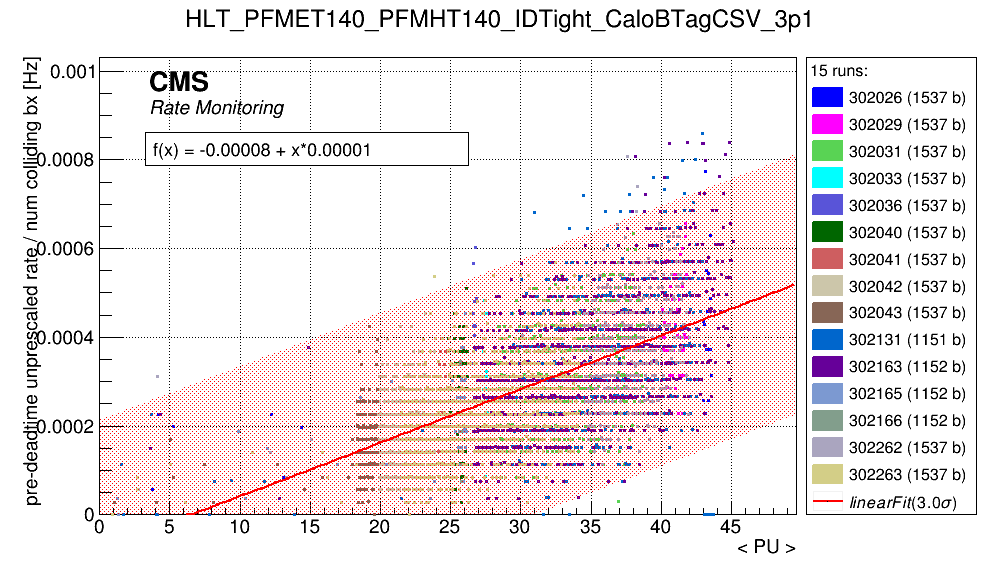 HLT_PFMET140_PFMHT140_IDTight_CaloBTagCSV_3p1
pre-deadtime unprescaled rate / num colliding bx [Hz]
0.001
0.0008
0.0006
0.0004
0.0002
0
CMS
Rate Monitoring
f(x) = -0.00008 + x*0.00001
0 5 10 15 20 25 30 35 40 45
< PU >
15 runs:
302026 (1537 b)
302029 (1537 b)
302031 (1537 b)
302033 (1537 b)
302036 (1537 b)
302040 (1537 b)
302041 (1537 b)
302042 (1537 b)
302043 (1537 b)
302131 (1151 b)
302163 (1152 b)
302165 (1152 b)
302166 (1152 b)
302262 (1537 b)
302263 (1537 b)
linearFit(3.0σ)